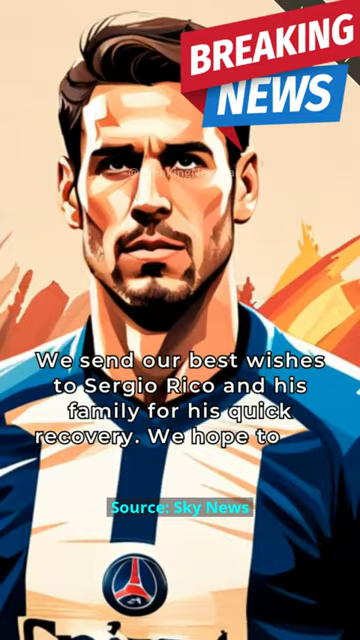 BREAKING
NEWS
We send our best wishes
to Sergio Rico and his
family for his quick
recovery. We hope to
Source: Sky News